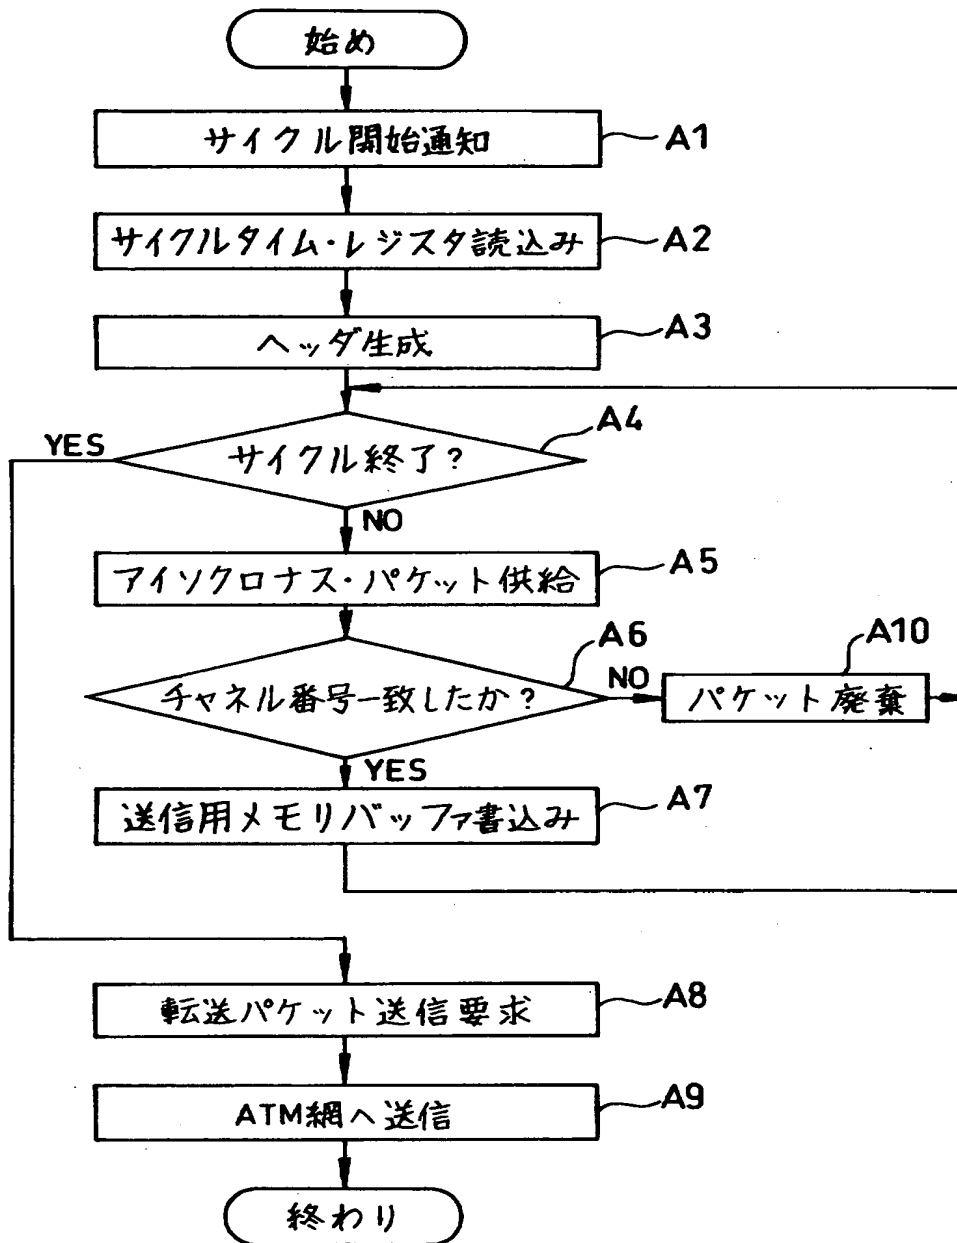 始め
サイクル開始通知
A1
サイクルタイム・レジスタ読込み
A2
ヘッダ生成
A3
サイクル終了?
A4
YES
NO
アイソクロナス・パケット供給
A5
チャネル番号一致したか?
A6
NO
パケット廃棄
A10
YES
送信用メモリバッファ書込み
A7
転送パケット送信要求
A8
ATM網へ送信
A9
終わり